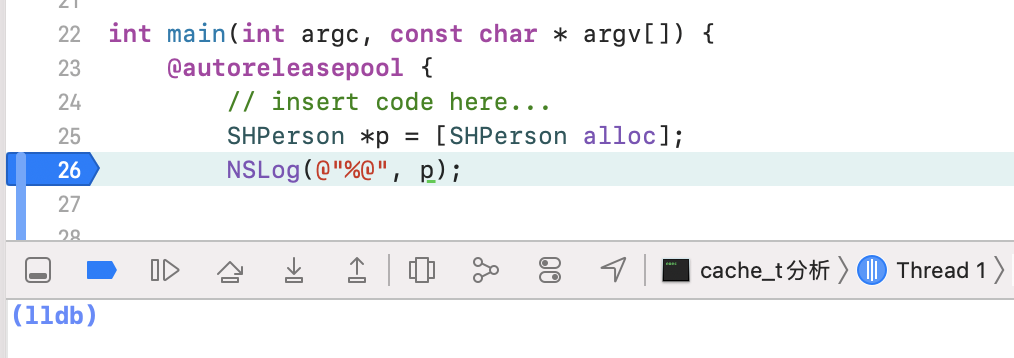 21
22 int main(int argc, const char * argv[]) {
23 @autoreleasepool {
24 // insert code here...
25 SHPerson *p = [SHPerson alloc];
26 NSLog(@"%@", p);
27
28
cache_t分析 Thread 1
(lldb)